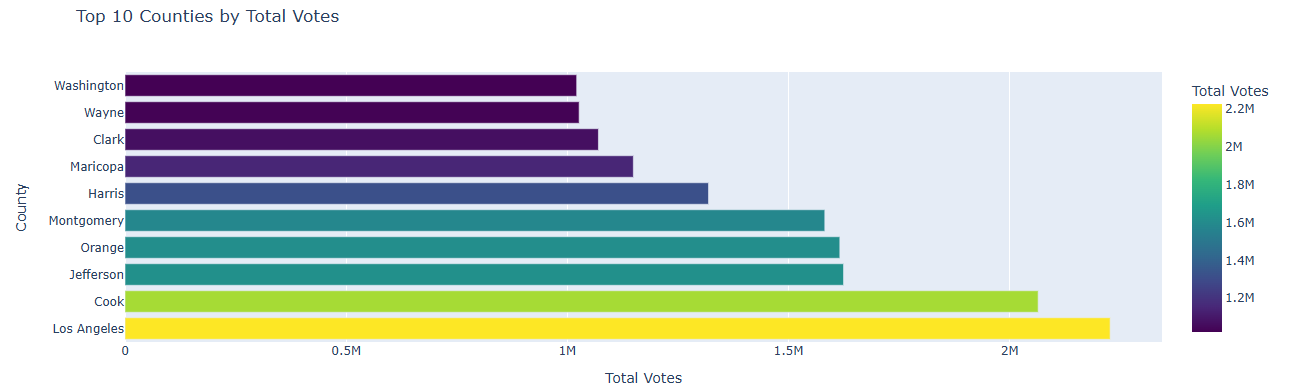 Top 10 Counties by Total Votes
County
Washington
Wayne
Clark
Maricopa
Harris
Montgomery
Orange
Jefferson
Cook
Los Angeles
0 0.5M 1M 1.5M 2M
Total Votes
Total Votes
2.2M
2M
1.8M
1.6M
1.4M
1.2M